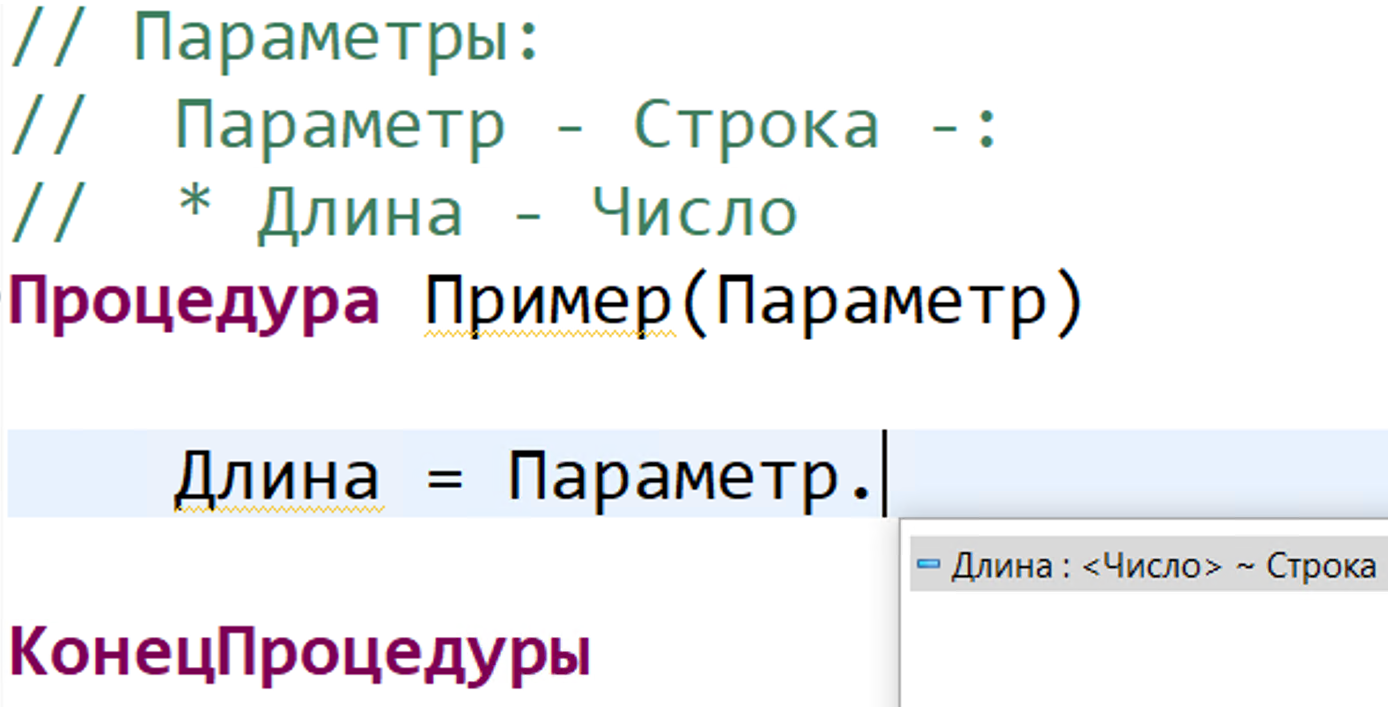 // Параметры:
//  Параметр - Строка -:
//  * Длина - Число
Процедура Пример(Параметр)
Длина = Параметр.
Длина : <Число> ~ Строка
КонецПроцедуры